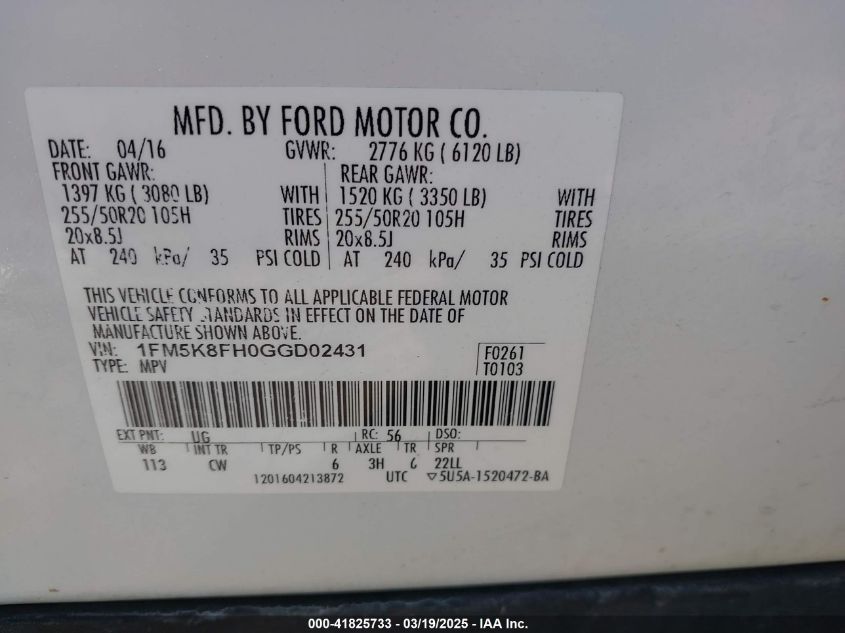 MFD. BY FORD MOTOR CO.
DATE: 04/16 GVWR: 2776 KG ( 6120 LB)
FRONT GAWR: REAR GAWR:
1397 KG ( 3080 LB) WITH 1520 KG ( 3350 LB) WITH
255/50R20 105H TIRES 255/50R20 105H TIRES
20x8.5J RIMS 20x8.5J RIMS
AT 240 kPa/ 35 PSI COLD AT 240 kPa/ 35 PSI COLD
THIS VEHICLE CONFORMS TO ALL APPLICABLE FEDERAL MOTOR
VEHICLE SAFETY STANDARDS IN EFFECT ON THE DATE OF
MANUFACTURE SHOWN ABOVE.
VIN: 1FM5K8FH0GGD02431 F0261
TYPE: MPV T0103
EXT PNT: UG RC: 56 DSO:
WB INT TR TP/PS R AXLE TR SPR
113 CW 6 3H 6 22LL
1201604213872 UTC ▽5U5A-1520472-BA
000-41825733 - 03/19/2025 - IAA, Inc.